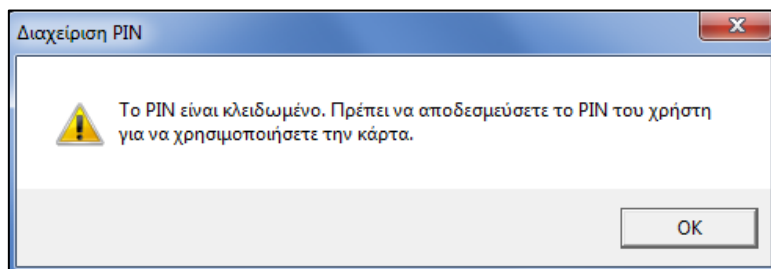 Διαχείριση PIN
Το PIN είναι κλειδωμένο. Πρέπει να αποδεσμεύσετε το PIN του χρήστη
για να χρησιμοποιήσετε την κάρτα.
OK